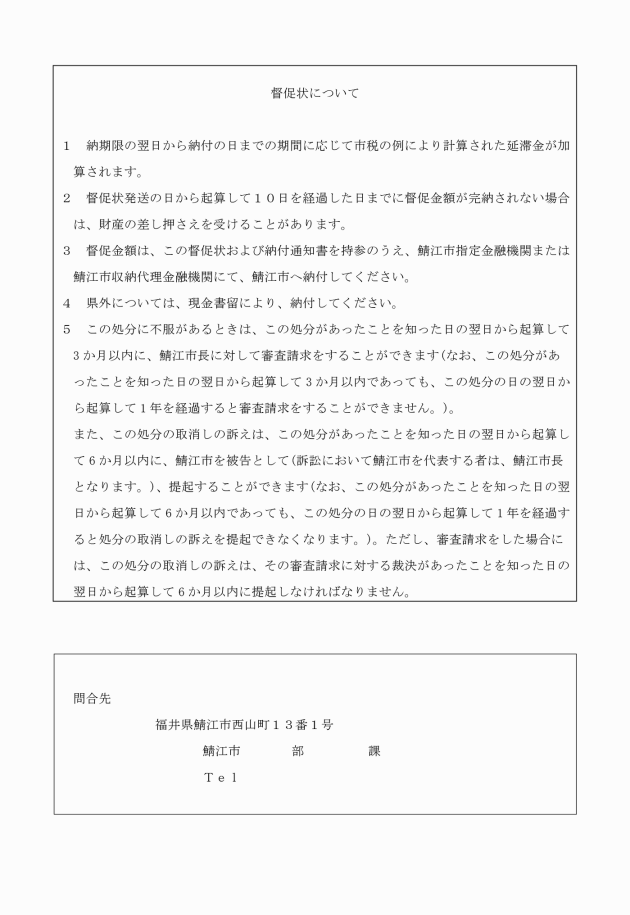 督促状について
１　納期限の翌日から納付の日までの期間に応じて市税の例により計算された延滞金が加
算されます。
２　督促状発送の日から起算して１０日を経過した日までに督促金額が完納されない場合
は、財産の差し押さえを受けることがあります。
３　督促金額は、この督促状および納付通知書を持参のうえ、鯖江市指定金融機関または
鯖江市収納代理金融機関にて、鯖江市へ納付してください。
４　県外については、現金書留により、納付してください。
５　この処分に不服があるときは、この処分があったことを知った日の翌日から起算して
3 か月以内に、鯖江市長に対して審査請求をすることができます(なお、この処分があ
ったことを知った日の翌日から起算して 3 か月以内であっても、この処分の日の翌日か
ら起算して 1 年を経過すると審査請求をすることができません。)。
また、この処分の取消しの訴えは、この処分があったことを知った日の翌日から起算し
て 6 か月以内に、鯖江市を被告として(訴訟において鯖江市を代表する者は、鯖江市長
となります。)、提起することができます(なお、この処分があったことを知った日の翌
日から起算して 6 か月以内であっても、この処分の日の翌日から起算して 1 年を経過す
ると処分の取消しの訴えを提起できなくなります。)。ただし、審査請求をした場合に
は、この処分の取消しの訴えは、その審査請求に対する裁決があったことを知った日の
翌日から起算して 6 か月以内に提起しなければなりません。
問合先
福井県鯖江市西山町１３番１号
鯖江市　　　　部　　　　　課
Ｔｅｌ